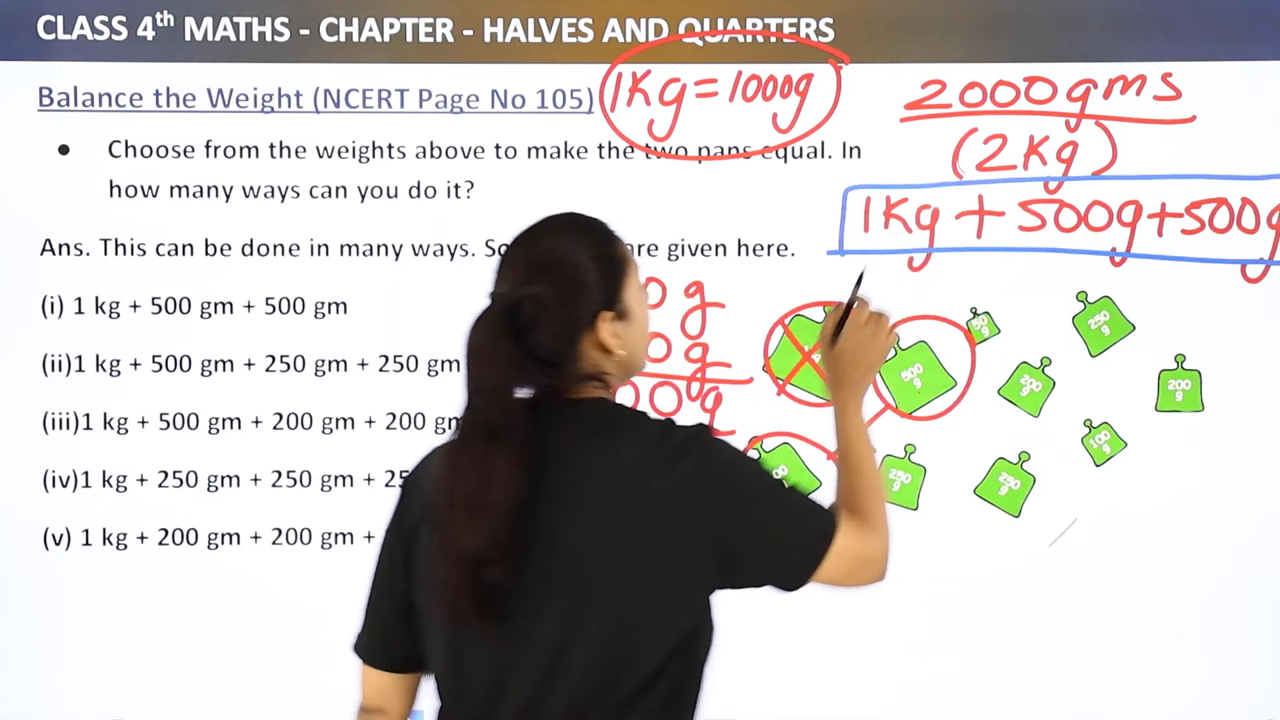 CLASS 4th MATHS - CHAPTER - HALVES AND QUARTERS
Balance the Weight (NCERT Page No 105)
1Kg = 1000g
2000gms
(2Kg)
● Choose from the weights above to make the two pans equal. In
how many ways can you do it?
1Kg + 500g + 500g
Ans. This can be done in many ways. are given here.
(i) 1 kg + 500 gm + 500 gm
(ii) 1 kg + 500 gm + 250 gm + 250 gm
(iii) 1 kg + 500 gm + 200 gm + 200
(iv) 1 kg + 250 gm + 250 gm +
(v) 1 kg + 200 gm + 200 gm +
0 g
0 g
00 g
500 g
50 g
250 g
200 g
200 g
100 g
250 g
250 g